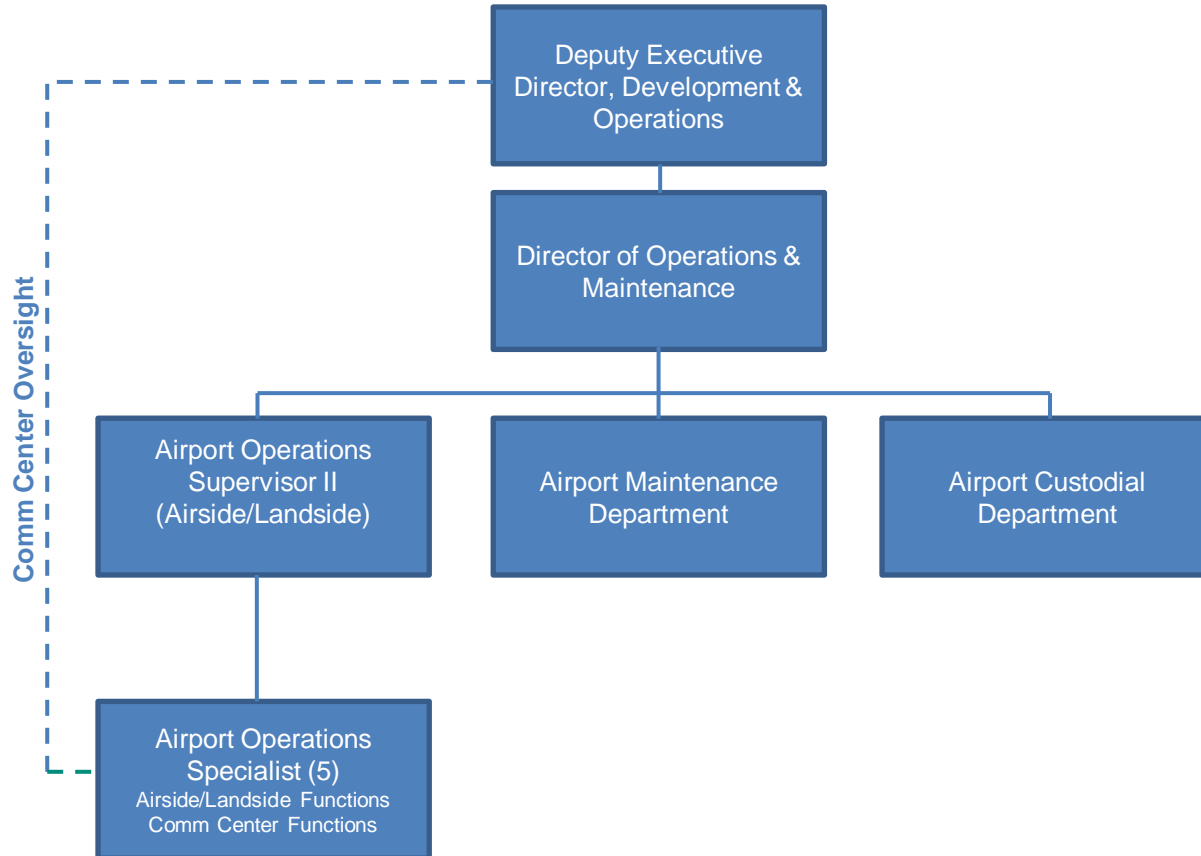 Deputy Executive
Director, Development &
Operations
Director of Operations &
Maintenance
Comm Center Oversight
Airport Operations
Supervisor II
(Airside/Landside)
Airport Maintenance
Department
Airport Custodial
Department
Airport Operations
Specialist (5)
Airside/Landside Functions
Comm Center Functions